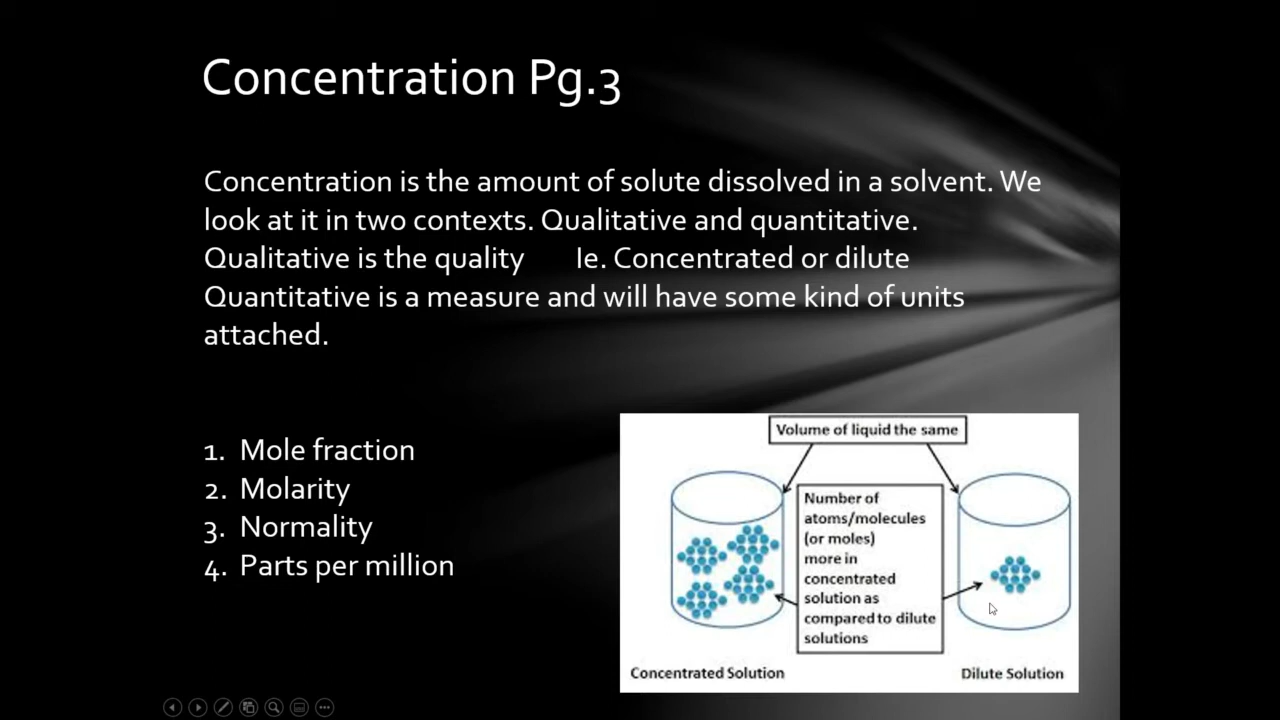 Concentration Pg.3
Concentration is the amount of solute dissolved in a solvent. We
look at it in two contexts. Qualitative and quantitative.
Qualitative is the quality Ie. Concentrated or dilute
Quantitative is a measure and will have some kind of units
attached.
1. Mole fraction
2. Molarity
3. Normality
4. Parts per million
Volume of liquid the same
Number of
atoms/molecules
(or moles)
more in
concentrated
solution as
compared to dilute
solutions
Concentrated Solution
Dilute Solution